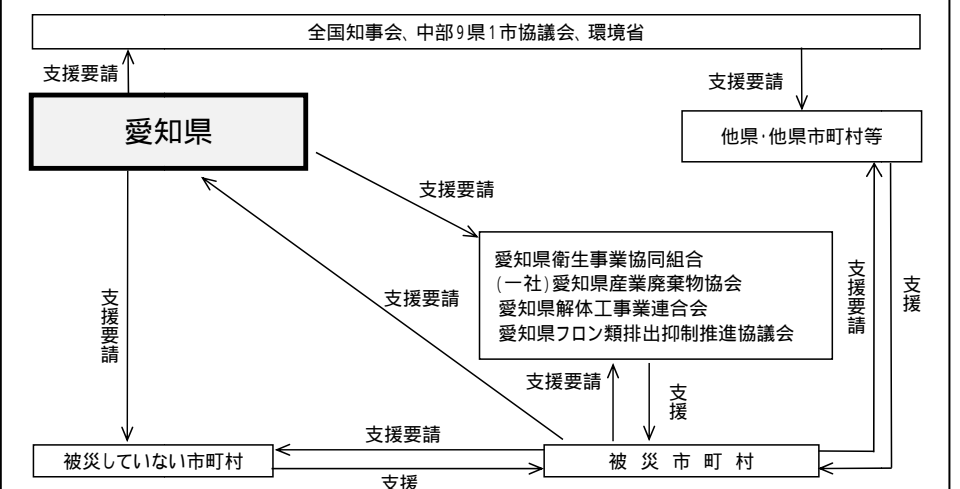 全国知事会、中部9県1市協議会、環境省
支援要請
支援要請
愛知県
他県・他県市町村等
支援要請
愛知県衛生事業協同組合
(一社)愛知県産業廃棄物協会
愛知県解体工事業連合会
愛知県フロン類排出抑制推進協議会
支援要請
支援要請
支援要請
支援
支援要請
支援
支援要請
被災していない市町村
被災市町村
支援